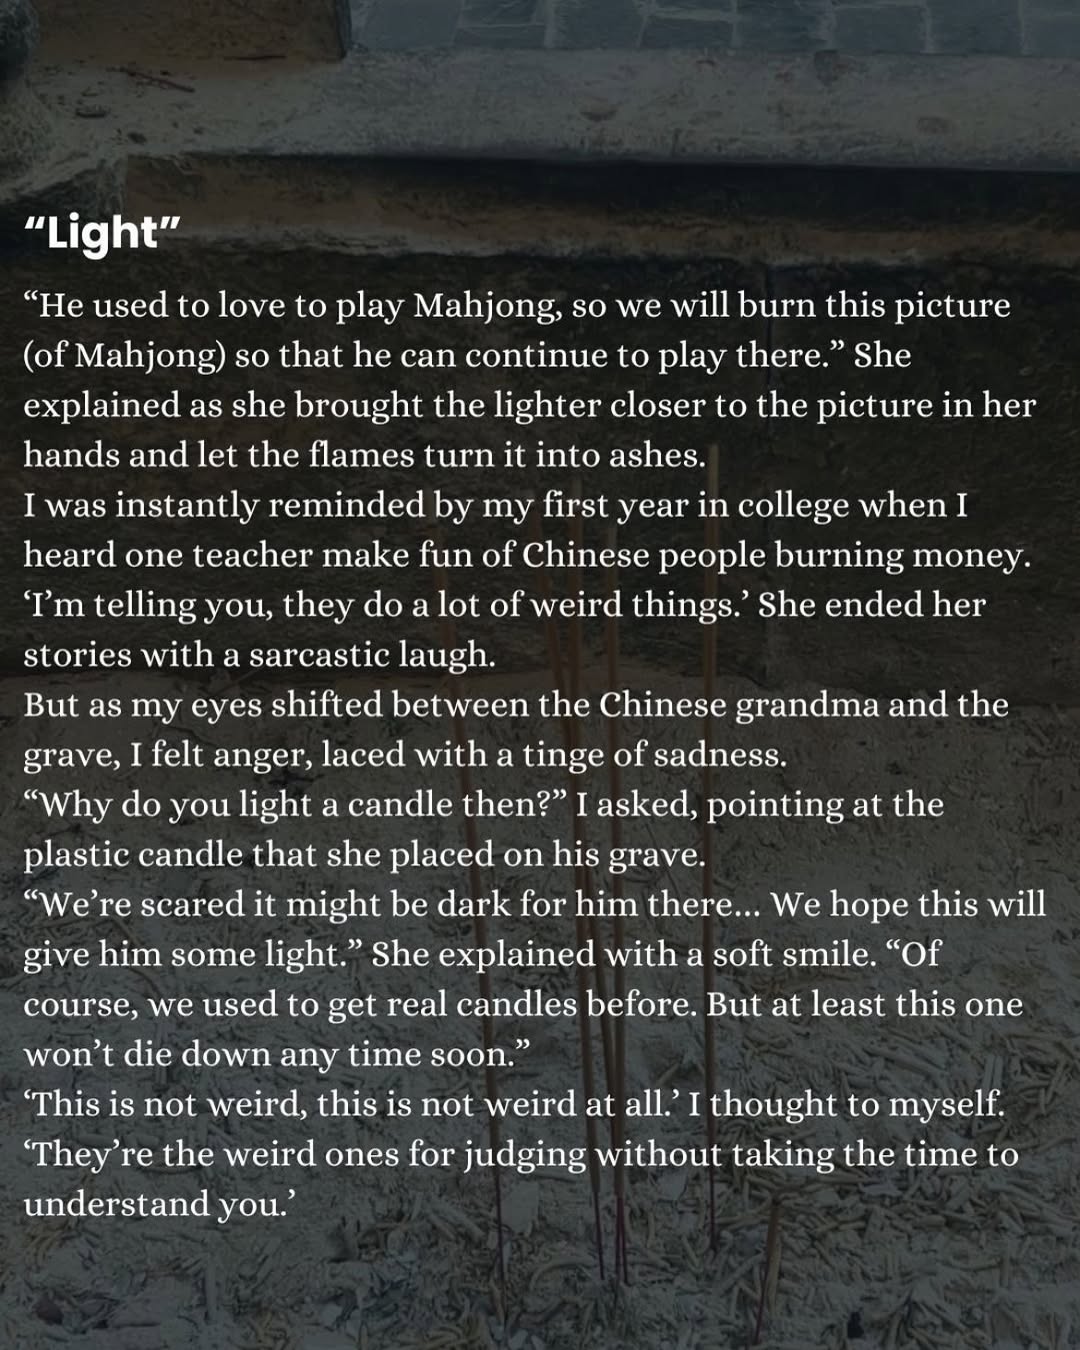 “Light”
“He used to love to play Mahjong, so we will burn this picture
(of Mahjong) so that he can continue to play there.” She
explained as she brought the lighter closer to the picture in her
hands and let the flames turn it into ashes.
I was instantly reminded by my first year in college when I
heard one teacher make fun of Chinese people burning money.
‘I’m telling you, they do a lot of weird things.’ She ended her
stories with a sarcastic laugh.
But as my eyes shifted between the Chinese grandma and the
grave, I felt anger, laced with a tinge of sadness.
“Why do you light a candle then?” I asked, pointing at the
plastic candle that she placed on his grave.
“We’re scared it might be dark for him there... We hope this will
give him some light.” She explained with a soft smile. “Of
course, we used to get real candles before. But at least this one
won’t die down any time soon.”
‘This is not weird, this is not weird at all.’ I thought to myself.
‘They’re the weird ones for judging without taking the time to
understand you.’